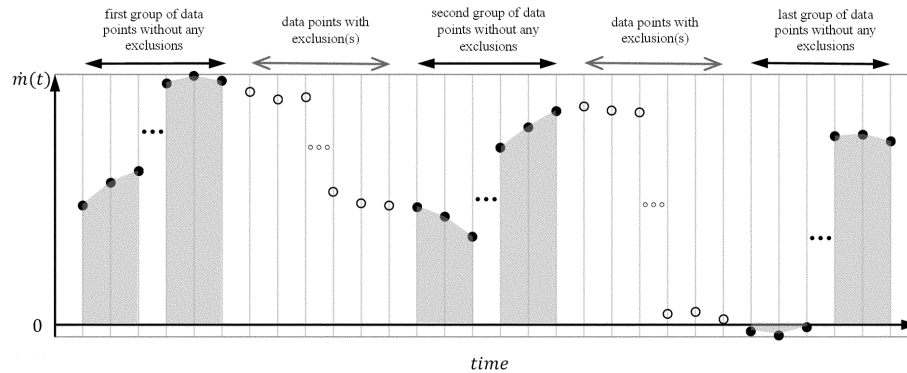 first group of data
points without any
exclusions
data points with
exclusion(s)
second group of data
points without any
exclusions
data points with
exclusion(s)
last group of data
points without any
exclusions
ṁ(t)
0
time